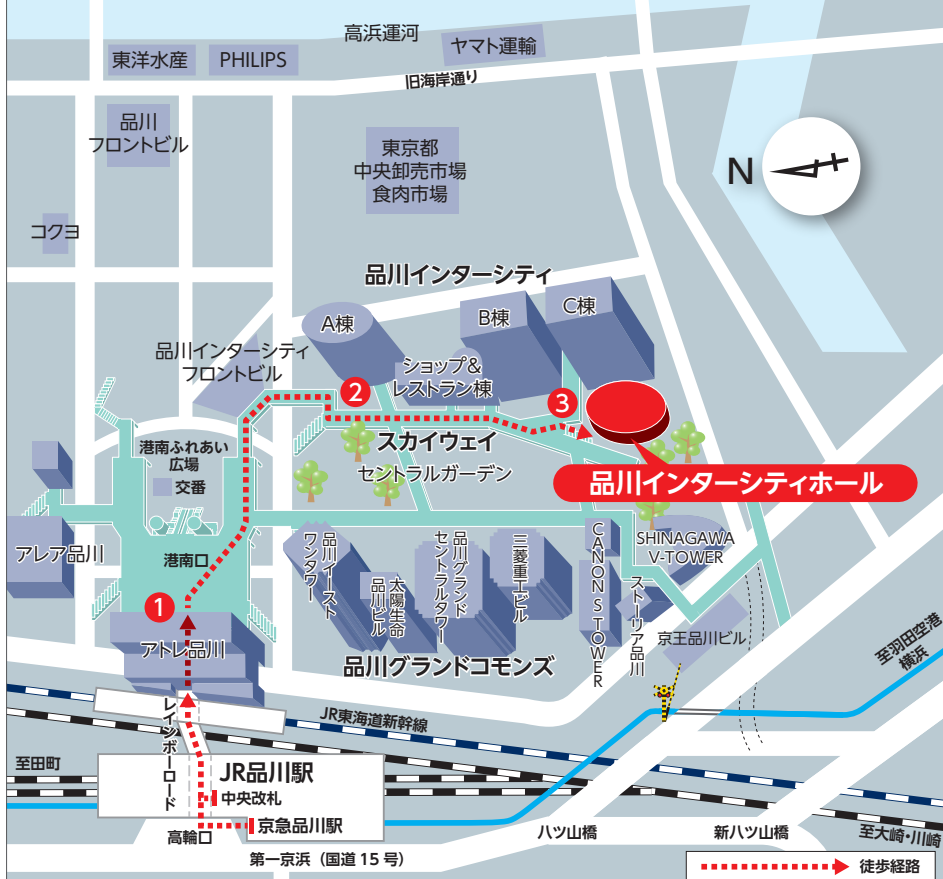 高浜運河
ヤマト運輸
東洋水産
PHILIPS
旧海岸通り
品川
フロントビル
東京都
中央卸売市場
食肉市場
N
コクヨ
品川インターシティ
A棟
B棟
C棟
品川インターシティ
フロントビル
ショップ&
レストラン棟
2
3
スカイウェイ
セントラルガーデン
港南ふれあい
広場
交番
品川インターシティホール
アレア品川
港南口
品川イースト
ワンタワー
太陽生命
品川ビル
品川グランド
セントラルタワー
三菱重工ビル
CANON S TOWER
SHINAGAWA
V-TOWER
ストーリア品川
1
アトレ品川
京王品川ビル
品川グランドコモンズ
至羽田空港
横浜
レインボーロード
JR東海道新幹線
至田町
JR品川駅
中央改札
京急品川駅
高輪口
八ツ山橋
新八ツ山橋
至大崎・川崎
第一京浜（国道15号）
徒歩経路